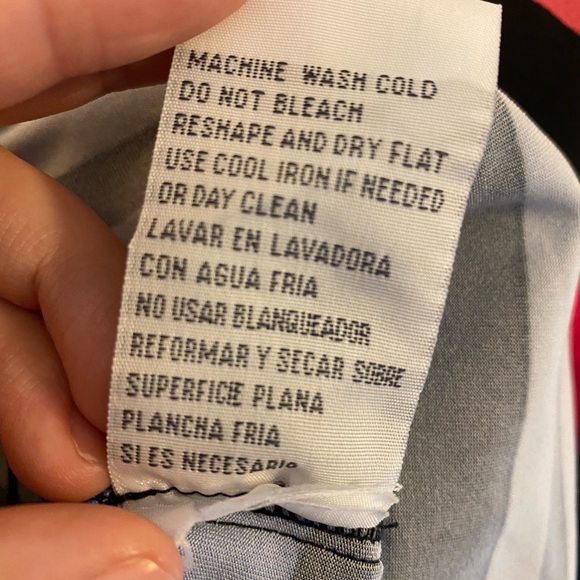 MACHINE WASH COLD
DO NOT BLEACH
RESHAPE AND DRY FLAT
USE COOL IRON IF NEEDED
OR DAY CLEAN
LAVAR EN LAVADORA
CON AGUA FRIA
NO USAR BLANQUEADOR
REFORMAR Y SECAR SOBRE
SUPERFICIE PLANA
PLANCHA FRIA
SI ES NECESARIO